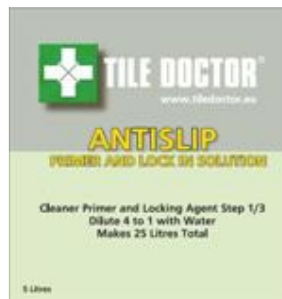 TILE DOCTOR®
www.tiledoctor.eu
ANTISLIP
PRIMER AND LOCK IN SOLUTION
Cleaner Primer and Locking Agent Step 1/3
Dilute 4 to 1 with Water
Makes 25 Litres Total
5 Litres